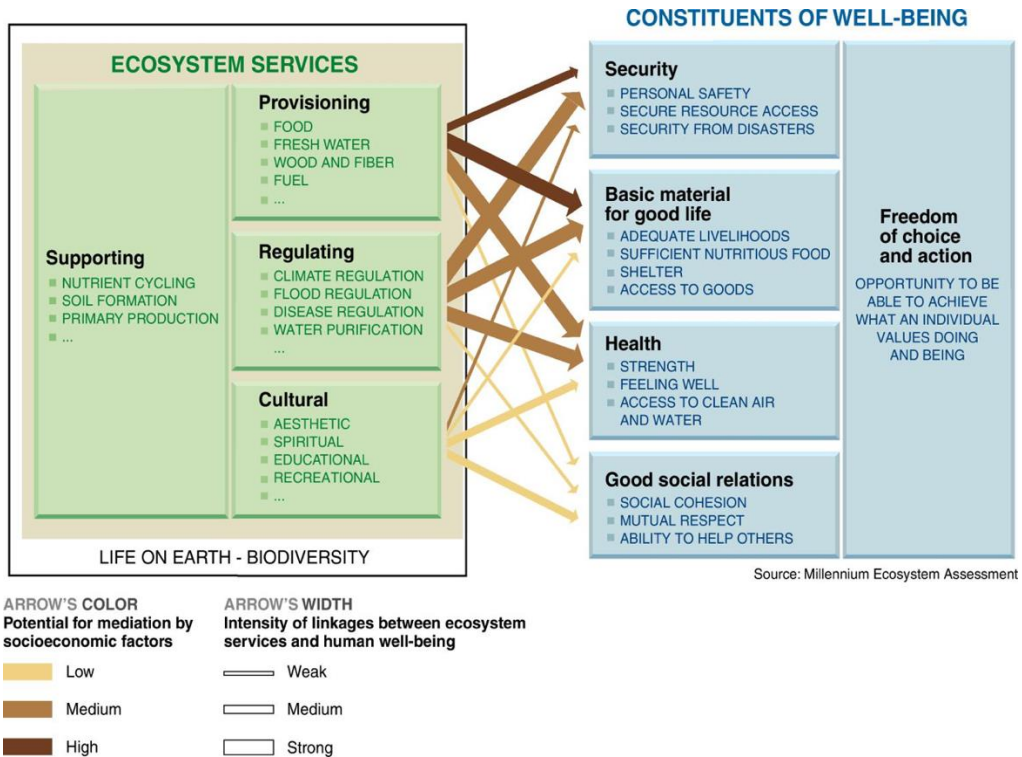 CONSTITUENTS OF WELL-BEING
ECOSYSTEM SERVICES
Supporting
NUTRIENT CYCLING
SOIL FORMATION
PRIMARY PRODUCTION
...
Provisioning
FOOD
FRESH WATER
WOOD AND FIBER
FUEL
...
Regulating
CLIMATE REGULATION
FLOOD REGULATION
DISEASE REGULATION
WATER PURIFICATION
...
Cultural
AESTHETIC
SPIRITUAL
EDUCATIONAL
RECREATIONAL
...
LIFE ON EARTH - BIODIVERSITY
Security
PERSONAL SAFETY
SECURE RESOURCE ACCESS
SECURITY FROM DISASTERS
Basic material
for good life
ADEQUATE LIVELIHOODS
SUFFICIENT NUTRITIOUS FOOD
SHELTER
ACCESS TO GOODS
Health
STRENGTH
FEELING WELL
ACCESS TO CLEAN AIR
AND WATER
Good social relations
SOCIAL COHESION
MUTUAL RESPECT
ABILITY TO HELP OTHERS
Freedom
of choice
and action
OPPORTUNITY TO BE
ABLE TO ACHIEVE
WHAT AN INDIVIDUAL
VALUES DOING
AND BEING
Source: Millennium Ecosystem Assessment
ARROW'S COLOR
Potential for mediation by
socioeconomic factors
Low
Medium
High
ARROW'S WIDTH
Intensity of linkages between ecosystem
services and human well-being
Weak
Medium
Strong